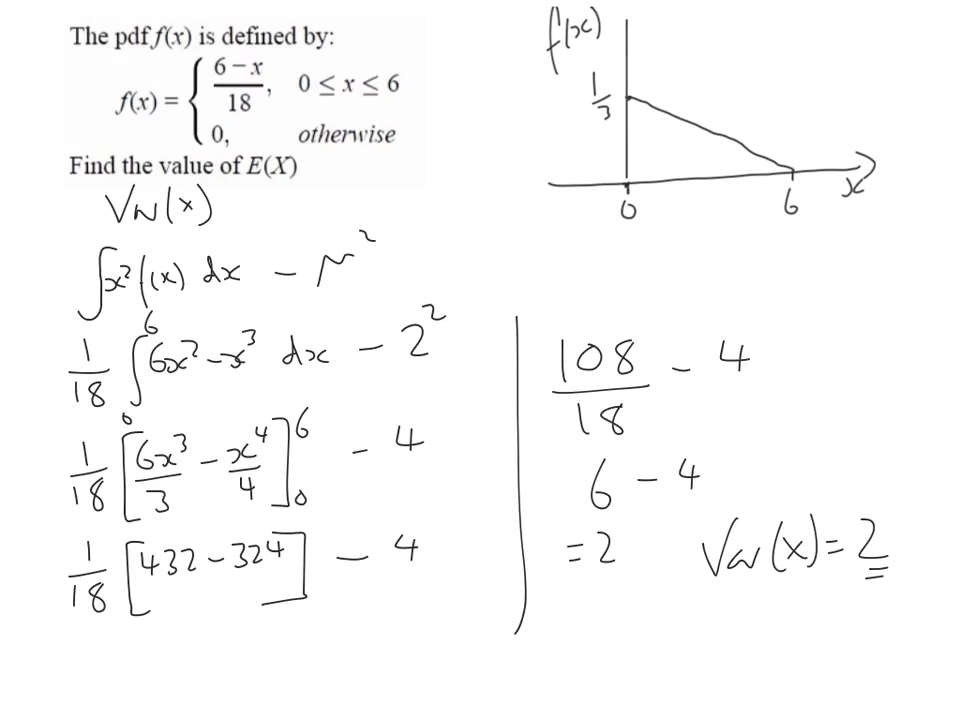 The pdf f(x) is defined by:
f(x) = { (6 − x)/18, 0 ≤ x ≤ 6
0, otherwise
Find the value of E(X)
Var(x)
∫x² f(x) dx − μ²
1/18 ∫₀⁶ 6x² − x³ dx − 2²
1/18 [6x³/3 − x⁴/4]₀⁶ − 4
1/18 [432 − 324] − 4
f(x)
1/3
0 6 x
108/18 − 4
6 − 4
= 2 Var(x) = 2